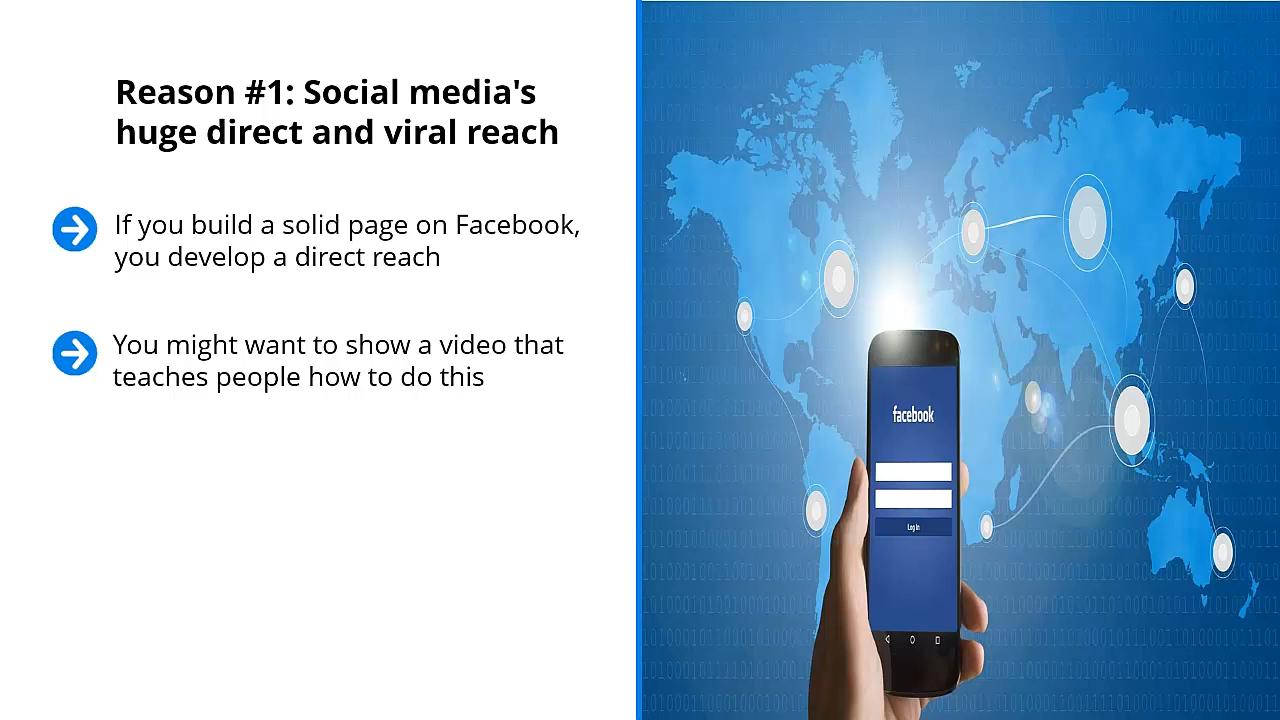 Reason #1: Social media's
huge direct and viral reach
If you build a solid page on Facebook,
you develop a direct reach
You might want to show a video that
teaches people how to do this
facebook
Log In